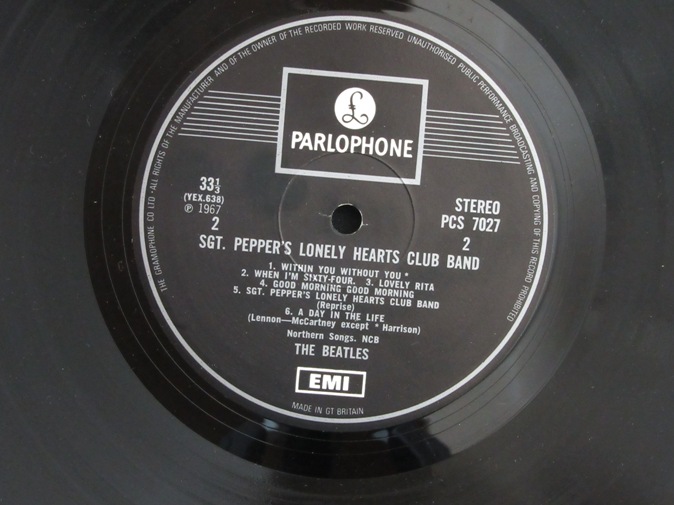 THE GRAMOPHONE CO LTD · ALL RIGHTS OF THE MANUFACTURER AND OF THE OWNER OF THE RECORDED WORK RESERVED UNAUTHORISED PUBLIC PERFORMANCE BROADCASTING AND COPYING OF THIS RECORD PROHIBITED
£
PARLOPHONE
33⅓
(YEX.638)
℗ 1967
2
STEREO
PCS 7027
2
SGT. PEPPER'S LONELY HEARTS CLUB BAND
1. WITHIN YOU WITHOUT YOU *
2. WHEN I'M SIXTY-FOUR. 3. LOVELY RITA
4. GOOD MORNING GOOD MORNING
5. SGT. PEPPER'S LONELY HEARTS CLUB BAND
(Reprise)
6. A DAY IN THE LIFE
(Lennon—McCartney except * Harrison)
Northern Songs. NCB
THE BEATLES
EMI
MADE IN GT BRITAIN